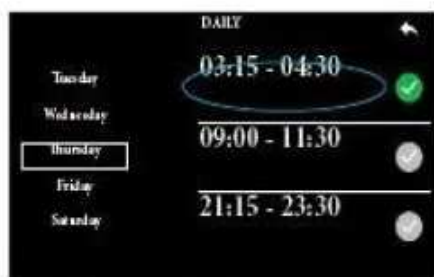 DAILY
03:15 - 04:30
Tuesday
Wednesday
09:00 - 11:30
Thursday
Friday
21:15 - 23:30
Saturday